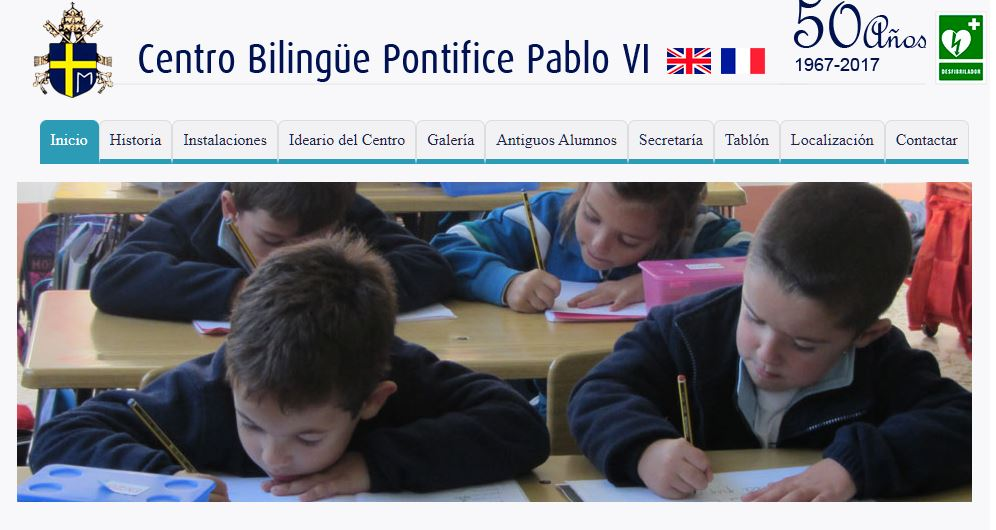 50 Años
Centro Bilingüe Pontifice Pablo VI
1967-2017
DESFIBRILADOR
Inicio Historia Instalaciones Ideario del Centro Galería Antiguos Alumnos Secretaría Tablón Localización Contactar